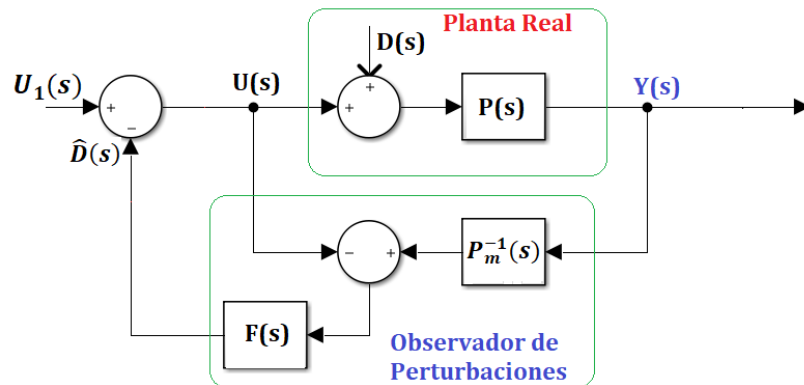 Planta Real
D(s)
U₁(s)
+
−
U(s)
+
+
P(s)
Y(s)
D̂(s)
−
+
P_m^{-1}(s)
F(s)
Observador de
Perturbaciones